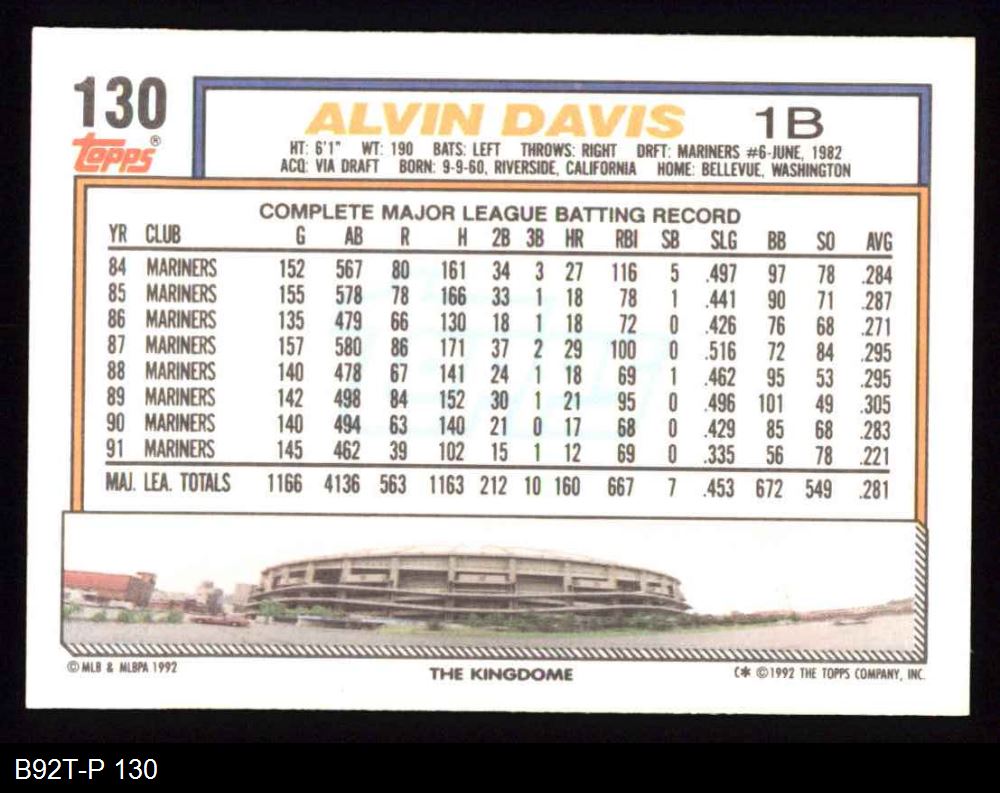 130
Topps®
ALVIN DAVIS 1B
HT: 6'1" WT: 190 BATS: LEFT THROWS: RIGHT DRFT: MARINERS #6-JUNE, 1982
ACQ: VIA DRAFT BORN: 9-9-60, RIVERSIDE, CALIFORNIA HOME: BELLEVUE, WASHINGTON
COMPLETE MAJOR LEAGUE BATTING RECORD
YR CLUB G AB R H 2B 3B HR RBI SB SLG BB SO AVG
84 MARINERS 152 567 80 161 34 3 27 116 5 .497 97 78 .284
85 MARINERS 155 578 78 166 33 1 18 78 1 .441 90 71 .287
86 MARINERS 135 479 66 130 18 1 18 72 0 .426 76 68 .271
87 MARINERS 157 580 86 171 37 2 29 100 0 .516 72 84 .295
88 MARINERS 140 478 67 141 24 1 18 69 1 .462 95 53 .295
89 MARINERS 142 498 84 152 30 1 21 95 0 .496 101 49 .305
90 MARINERS 140 494 63 140 21 0 17 68 0 .429 85 68 .283
91 MARINERS 145 462 39 102 15 1 12 69 0 .335 56 78 .221
MAJ. LEA. TOTALS 1166 4136 563 1163 212 10 160 667 7 .453 672 549 .281
© MLB & MLBPA 1992
THE KINGDOME
C* ©1992 THE TOPPS COMPANY, INC.
B92T-P 130